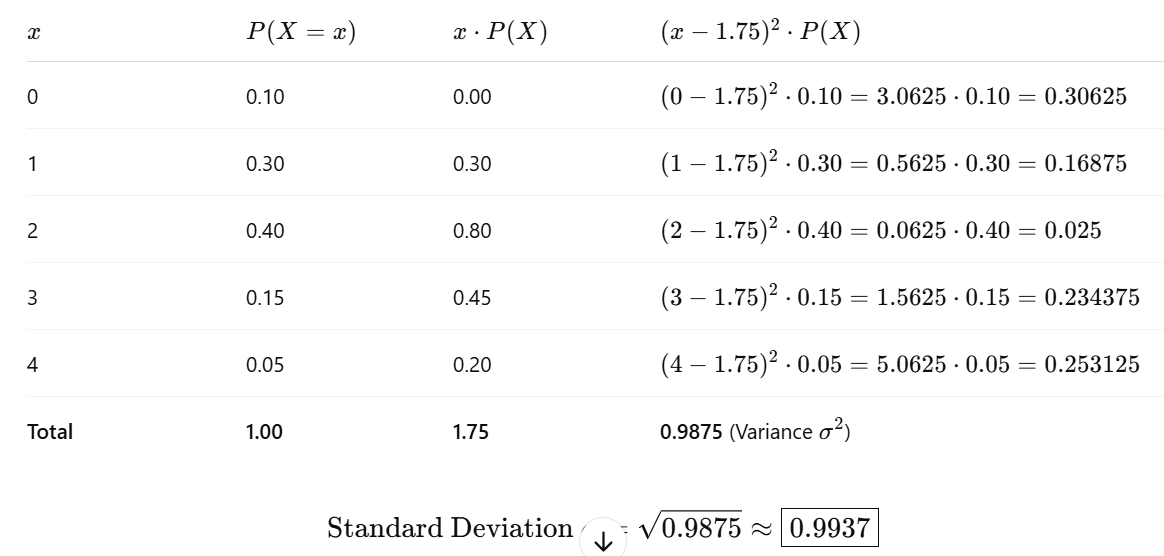 x P(X = x) x · P(X) (x − 1.75)² · P(X)
0 0.10 0.00 (0 − 1.75)² · 0.10 = 3.0625 · 0.10 = 0.30625
1 0.30 0.30 (1 − 1.75)² · 0.30 = 0.5625 · 0.30 = 0.16875
2 0.40 0.80 (2 − 1.75)² · 0.40 = 0.0625 · 0.40 = 0.025
3 0.15 0.45 (3 − 1.75)² · 0.15 = 1.5625 · 0.15 = 0.234375
4 0.05 0.20 (4 − 1.75)² · 0.05 = 5.0625 · 0.05 = 0.253125
Total 1.00 1.75 0.9875 (Variance σ²)
Standard Deviation = √0.9875 ≈ 0.9937